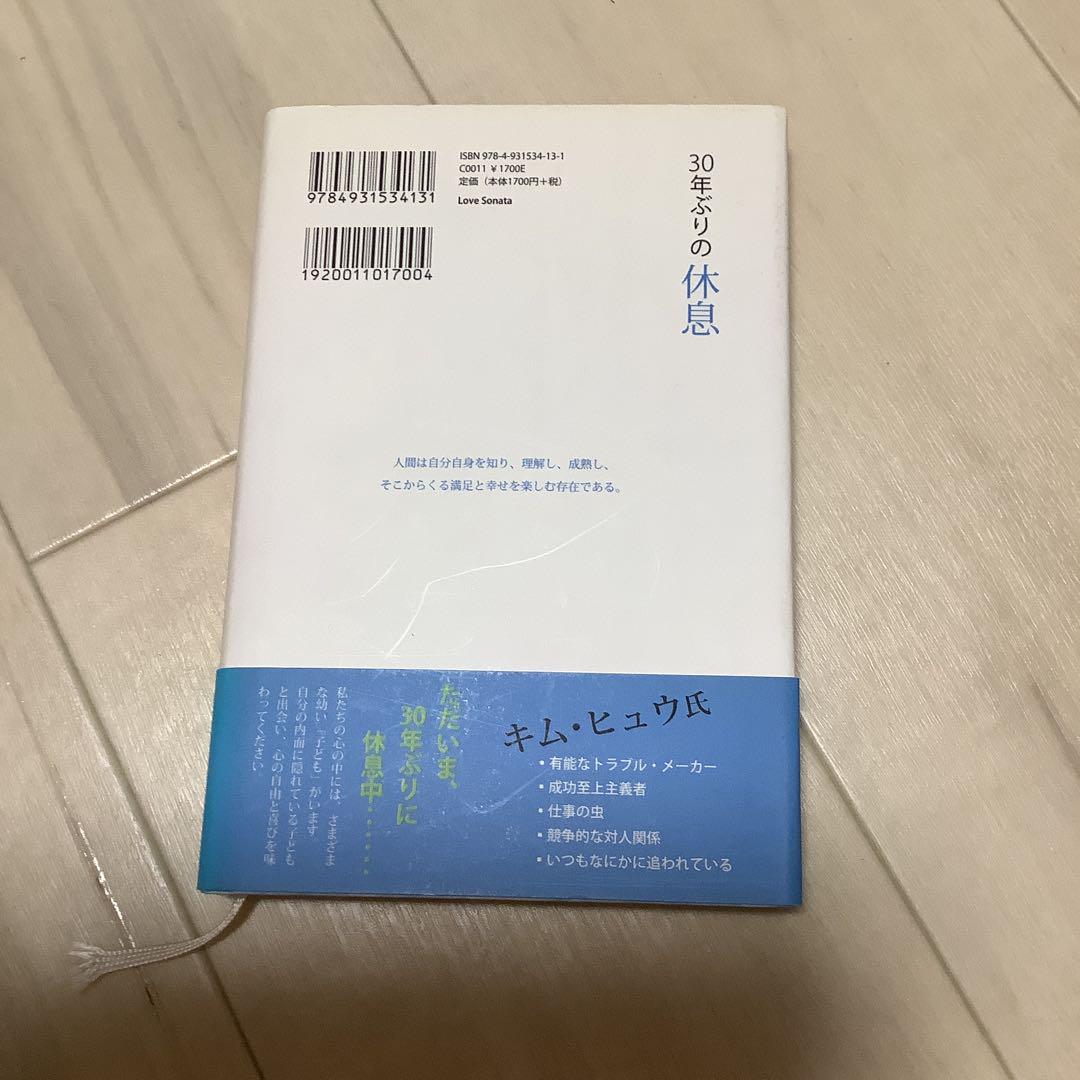 ISBN 978-4-931534-13-1
C0011 ¥1700E
定価（本体1700円＋税）
Love Sonata
9784931534131
1920011017004
30年ぶりの休息
人間は自分自身を知り、理解し、成熟し、
そこからくる満足と幸せを楽しむ存在である。
キム・ヒュウ氏
・有能なトラブル・メーカー
・成功至上主義者
・仕事の虫
・競争的な対人関係
・いつもなにかに追われている
ただいま、
30年ぶりに
休息中……
私たちの心の中には、さまざま
な幼い「子ども」がいます。
自分の内面に隠れている子ども
と出会い、心の自由と喜びを味
わってください。